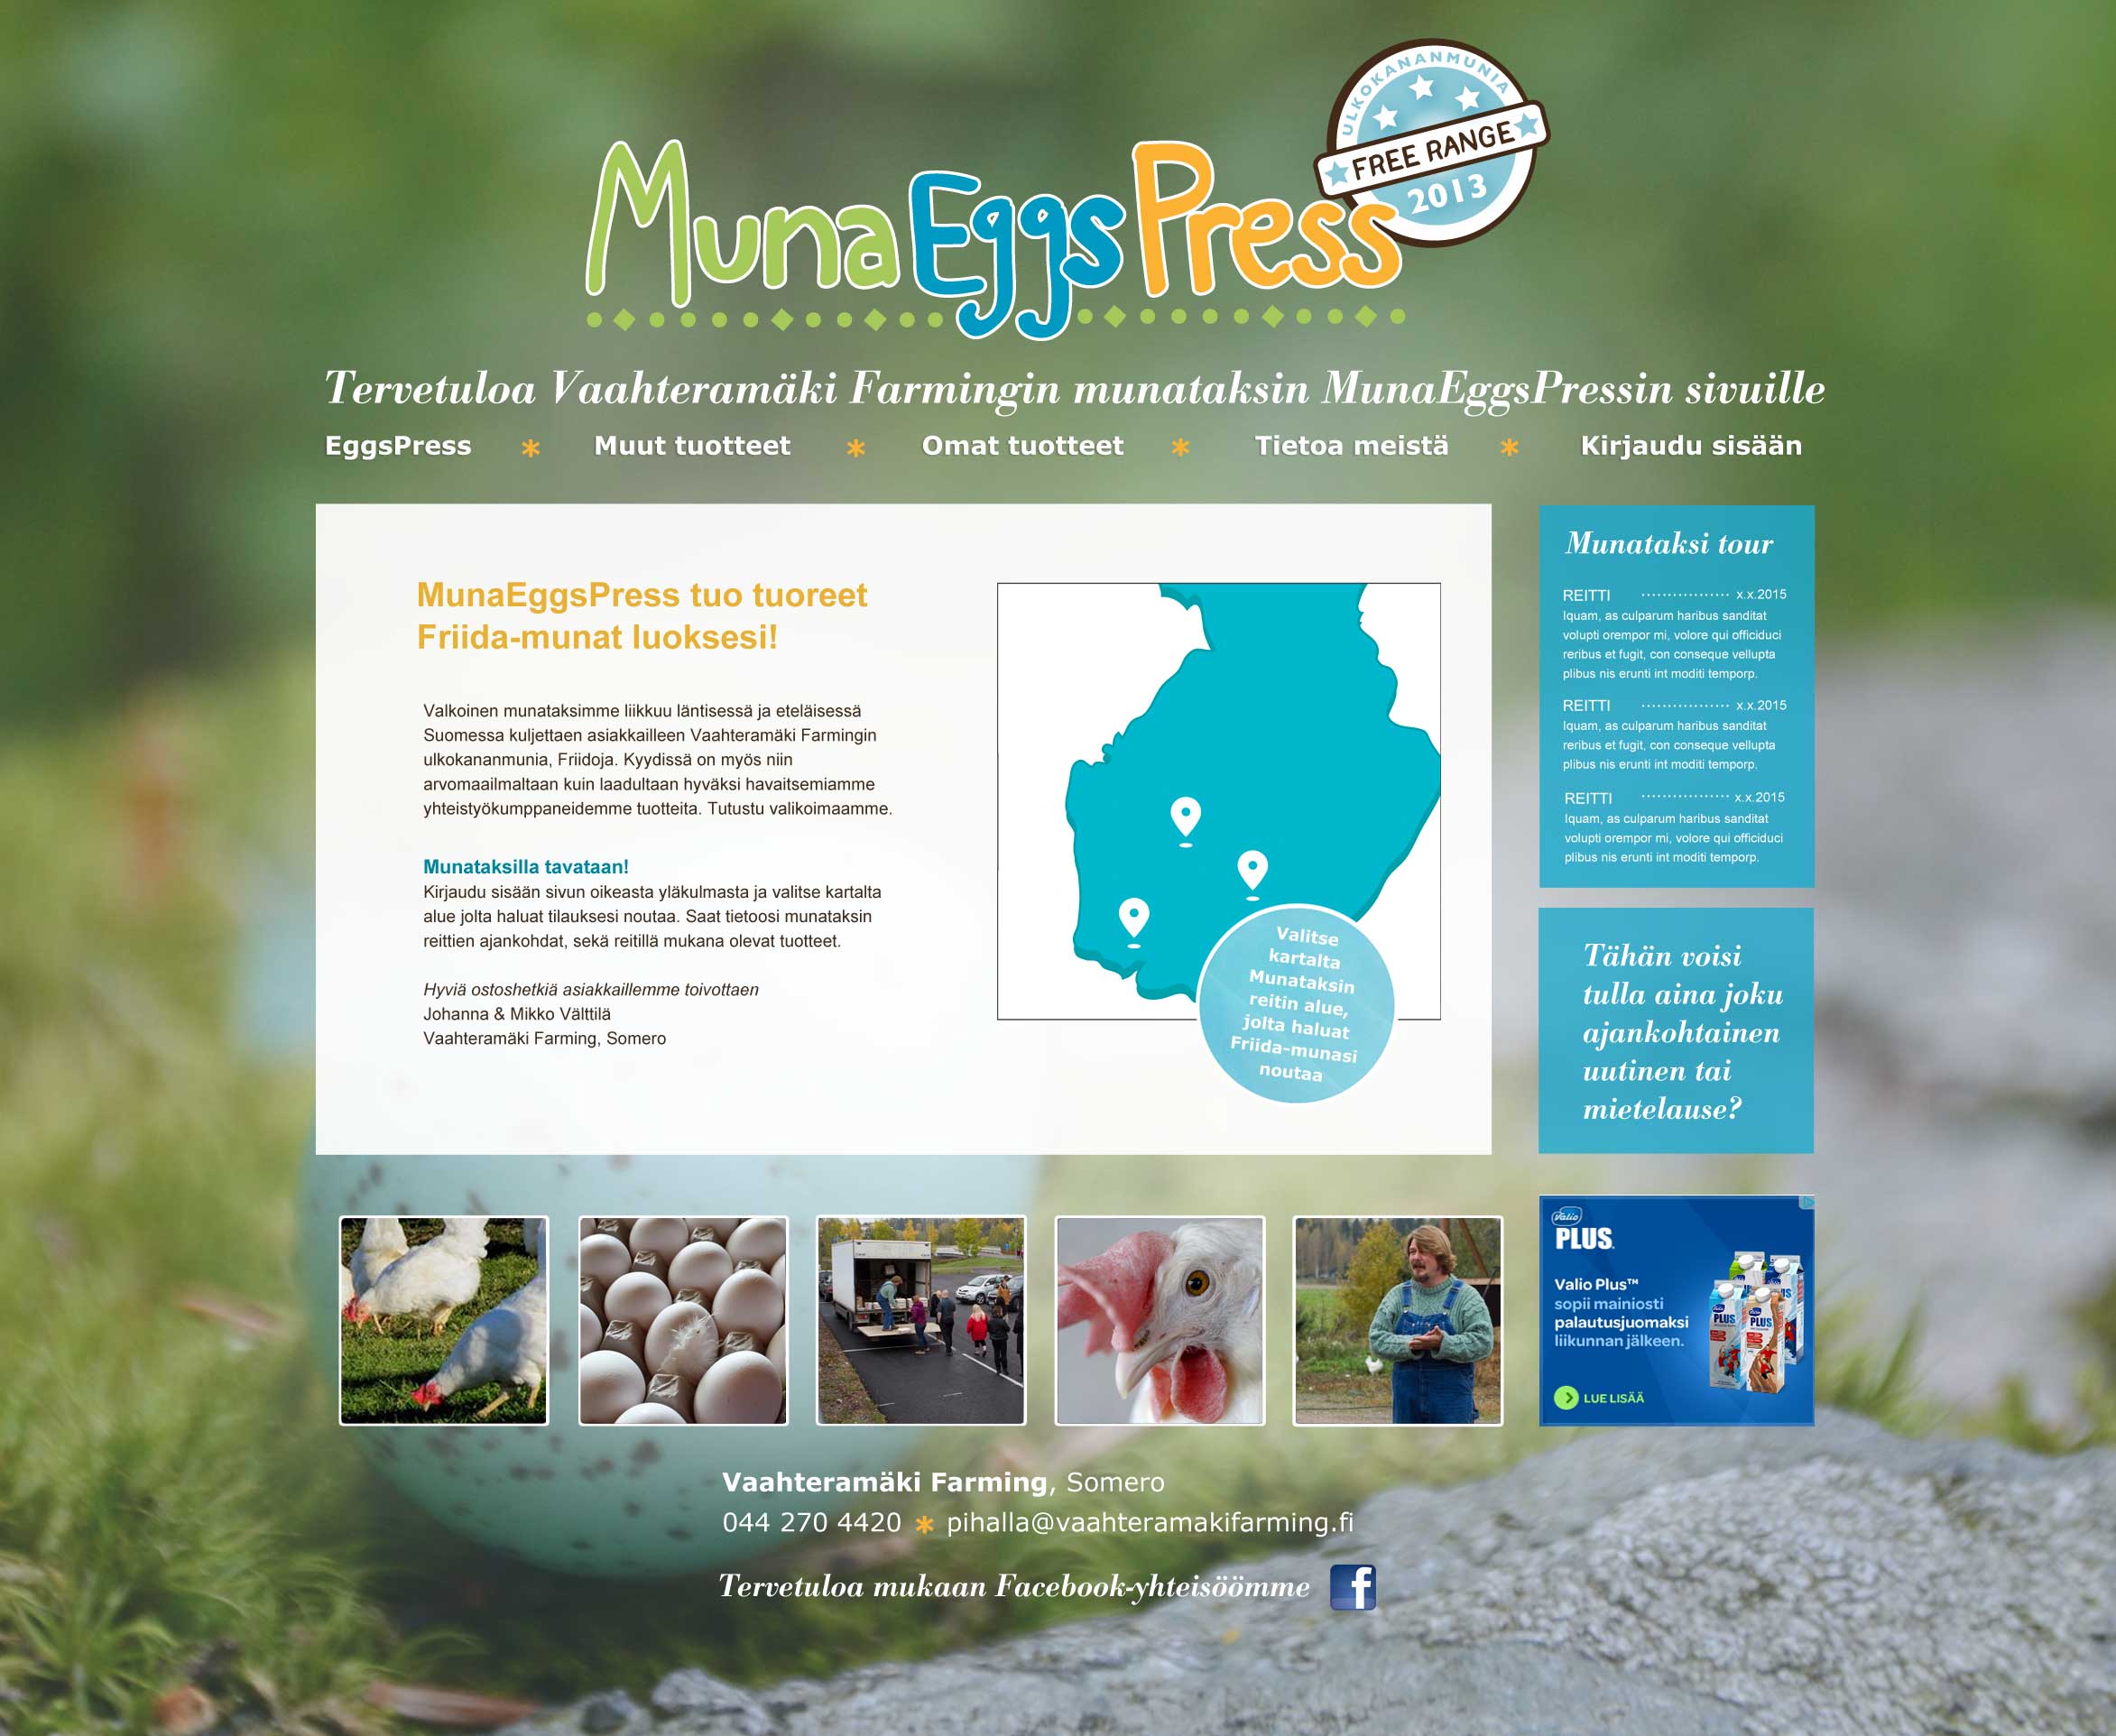 ULKOKANANMUNIA
FREE RANGE
2013
MunaEggsPress
Tervetuloa Vaahteramäki Farmingin munataksin MunaEggsPressin sivuille
EggsPress * Muut tuotteet * Omat tuotteet * Tietoa meistä * Kirjaudu sisään
MunaEggsPress tuo tuoreet
Friida-munat luoksesi!
Valkoinen munataksimme liikkuu läntisessä ja eteläisessä
Suomessa kuljettaen asiakkailleen Vaahteramäki Farmingin
ulkokananmunia, Friidoja. Kyydissä on myös niin
arvomaailmaltaan kuin laadultaan hyväksi havaitsemiamme
yhteistyökumppaneidemme tuotteita. Tutustu valikoimaamme.
Munataksilla tavataan!
Kirjaudu sisään sivun oikeasta yläkulmasta ja valitse kartalta
alue jolta haluat tilauksesi noutaa. Saat tietoosi munataksin
reittien ajankohdat, sekä reitillä mukana olevat tuotteet.
Hyviä ostoshetkiä asiakkaillemme toivottaen
Johanna & Mikko Välttilä
Vaahteramäki Farming, Somero
Valitse
kartalta
Munataksin
reitin alue,
jolta haluat
Friida-munasi
noutaa
Munataksi tour
REITTI ................. x.x.2015
Iquam, as culparum haribus sanditat
volupti orempor mi, volore qui officiduci
reribus et fugit, con conseque vellupta
plibus nis erunti int moditi temporp.
REITTI ................. x.x.2015
Iquam, as culparum haribus sanditat
reribus et fugit, con conseque vellupta
plibus nis erunti int moditi temporp.
REITTI ................. x.x.2015
Iquam, as culparum haribus sanditat
volupti orempor mi, volore qui officiduci
plibus nis erunti int moditi temporp.
Tähän voisi
tulla aina joku
ajankohtainen
uutinen tai
mietelause?
Valio
PLUS
Valio Plus™
sopii mainiosti
palautusjuomaksi
liikunnan jälkeen.
LUE LISÄÄ
PLUS
PLUS
Vaahteramäki Farming, Somero
044 270 4420 * pihalla@vaahteramakifarming.fi
Tervetuloa mukaan Facebook-yhteisöömme f